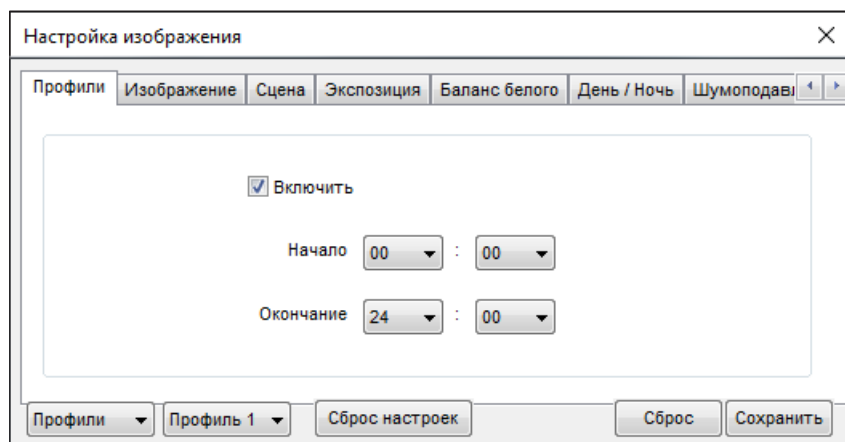 Настройка изображения
Профили Изображение Сцена Экспозиция Баланс белого День / Ночь Шумоподав
Включить
Начало 00 : 00
Окончание 24 : 00
Профили Профиль 1 Сброс настроек Сброс Сохранить